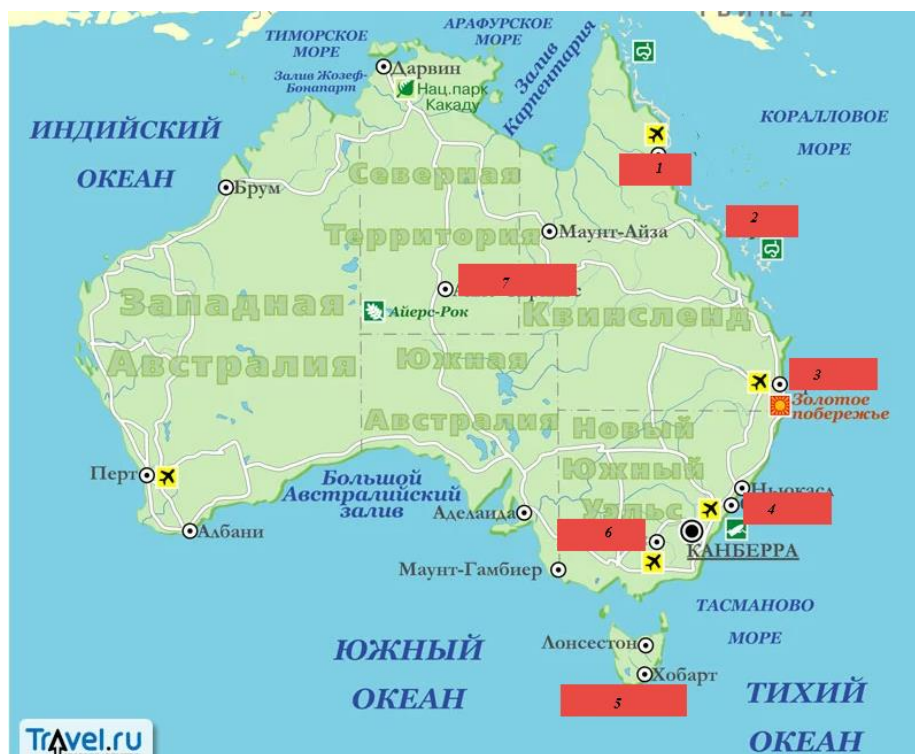 ТИМОРСКОЕ
МОРЕ
АРАФУРСКОЕ
МОРЕ
Залив Жозеф-
Бонапарт
Дарвин
Нац.парк
Какаду
Залив
Карпентария
ИНДИЙСКИЙ
ОКЕАН
КОРАЛЛОВОЕ
МОРЕ
1
Брум
Северная
Территория
2
Маунт-Айза
7
Западная
Австралия
Айерс-Рок
Квинсленд
Южная
Австралия
3
Золотое
побережье
Новый
Южный
Уэльс
Перт
Большой
Австралийский
залив
Ньюкасл
4
Аделаида
Албани
6
КАНБЕРРА
Маунт-Гамбиер
ТАСМАНОВО
МОРЕ
Лонсестон
Хобарт
5
ЮЖНЫЙ
ОКЕАН
ТИХИЙ
ОКЕАН
Travel.ru